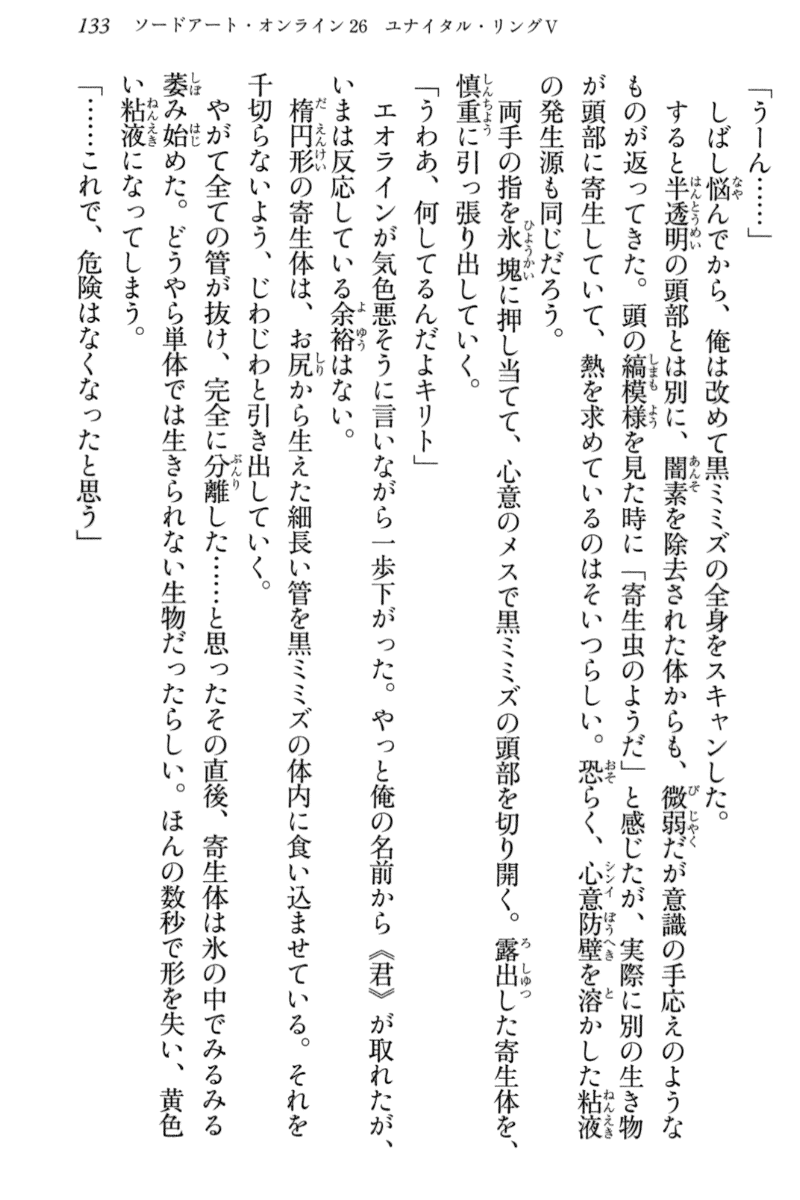 133　ソードアート・オンライン26　ユナイタル・リングⅤ
「うーん……」
　しばし悩んでから、俺は改めて黒ミミズの全身をスキャンした。
　すると半透明の頭部とは別に、闇素を除去された体からも、微弱だが意識の手応えのような
ものが返ってきた。頭の縞模様を見た時に「寄生虫のようだ」と感じたが、実際に別の生き物
が頭部に寄生していて、熱を求めているのはそいつらしい。恐らく、心意防壁を溶かした粘液
の発生源も同じだろう。
　両手の指を氷塊に押し当てて、心意のメスで黒ミミズの頭部を切り開く。露出した寄生体を、
慎重に引っ張り出していく。
「うわあ、何してるんだよキリト」
　エオラインが気色悪そうに言いながら一歩下がった。やっと俺の名前から《君》が取れたが、
いまは反応している余裕はない。
　楕円形の寄生体は、お尻から生えた細長い管を黒ミミズの体内に食い込ませている。それを
千切らないよう、じわじわと引き出していく。
　やがて全ての管が抜け、完全に分離した……と思ったその直後、寄生体は氷の中でみるみる
萎み始めた。どうやら単体では生きられない生物だったらしい。ほんの数秒で形を失い、黄色
い粘液になってしまう。
「……これで、危険はなくなったと思う」